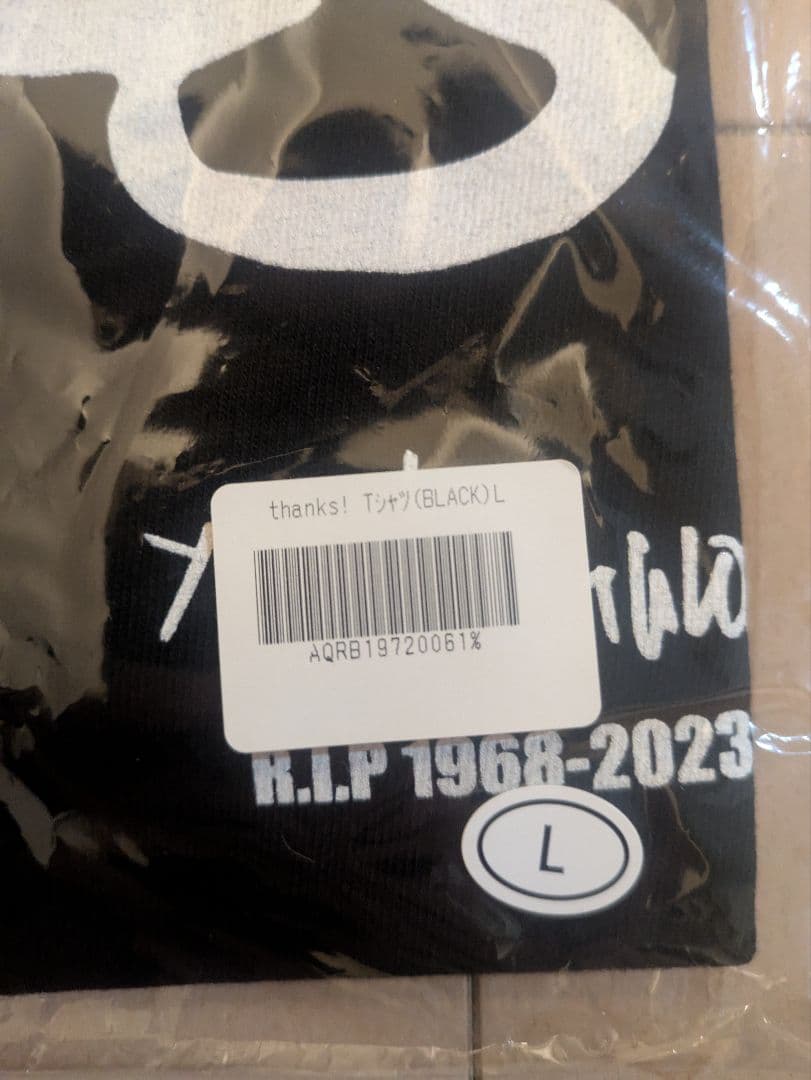 thanks! Tｼｬﾂ(BLACK)L
AQRB19720061%
R.I.P 1968-2023
L